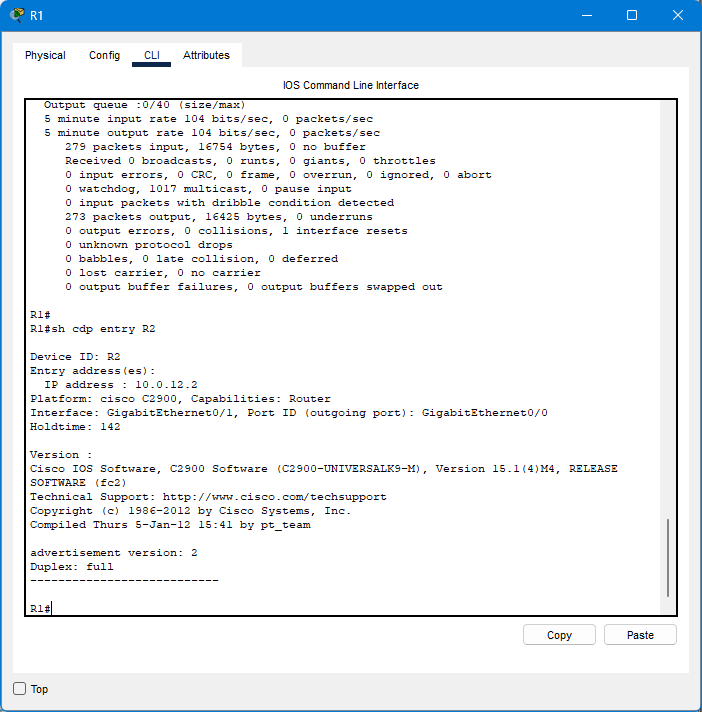 R1
Physical Config CLI Attributes
IOS Command Line Interface
Output queue :0/40 (size/max)
5 minute input rate 104 bits/sec, 0 packets/sec
5 minute output rate 104 bits/sec, 0 packets/sec
279 packets input, 16754 bytes, 0 no buffer
Received 0 broadcasts, 0 runts, 0 giants, 0 throttles
0 input errors, 0 CRC, 0 frame, 0 overrun, 0 ignored, 0 abort
0 watchdog, 1017 multicast, 0 pause input
0 input packets with dribble condition detected
273 packets output, 16425 bytes, 0 underruns
0 output errors, 0 collisions, 1 interface resets
0 unknown protocol drops
0 babbles, 0 late collision, 0 deferred
0 lost carrier, 0 no carrier
0 output buffer failures, 0 output buffers swapped out
R1#
R1#sh cdp entry R2
Device ID: R2
Entry address(es):
IP address : 10.0.12.2
Platform: cisco C2900, Capabilities: Router
Interface: GigabitEthernet0/1, Port ID (outgoing port): GigabitEthernet0/0
Holdtime: 142
Version :
Cisco IOS Software, C2900 Software (C2900-UNIVERSALK9-M), Version 15.1(4)M4, RELEASE
SOFTWARE (fc2)
Technical Support: http://www.cisco.com/techsupport
Copyright (c) 1986-2012 by Cisco Systems, Inc.
Compiled Thurs 5-Jan-12 15:41 by pt_team
advertisement version: 2
Duplex: full
---------------------------
R1#
Copy Paste
Top